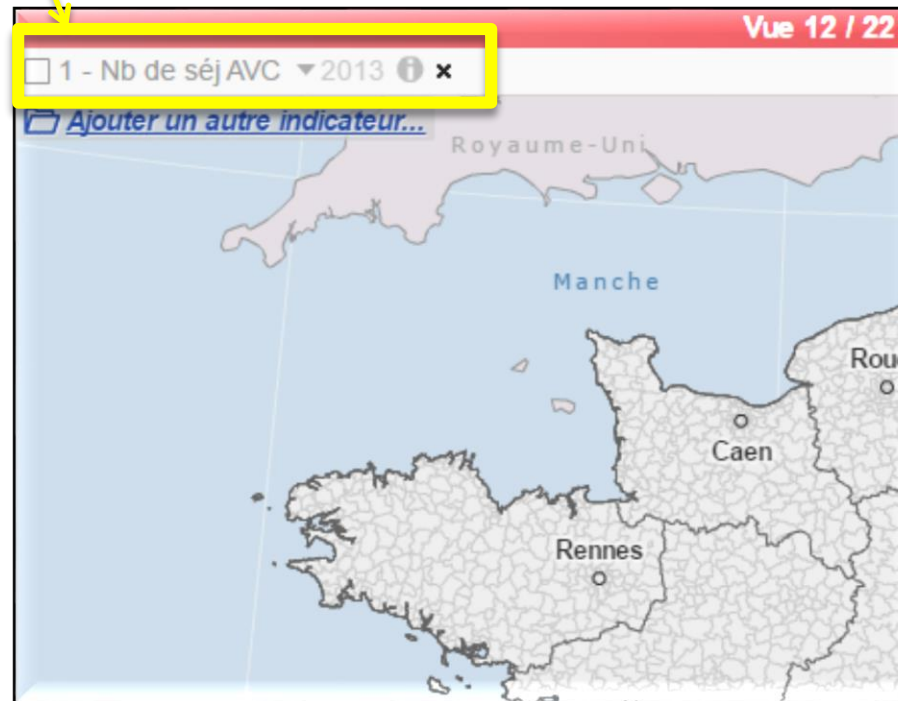 Vue 12 / 22
1 - Nb de séj AVC 2013
Ajouter un autre indicateur...
Royaume-Uni
Manche
Rou
Caen
Rennes